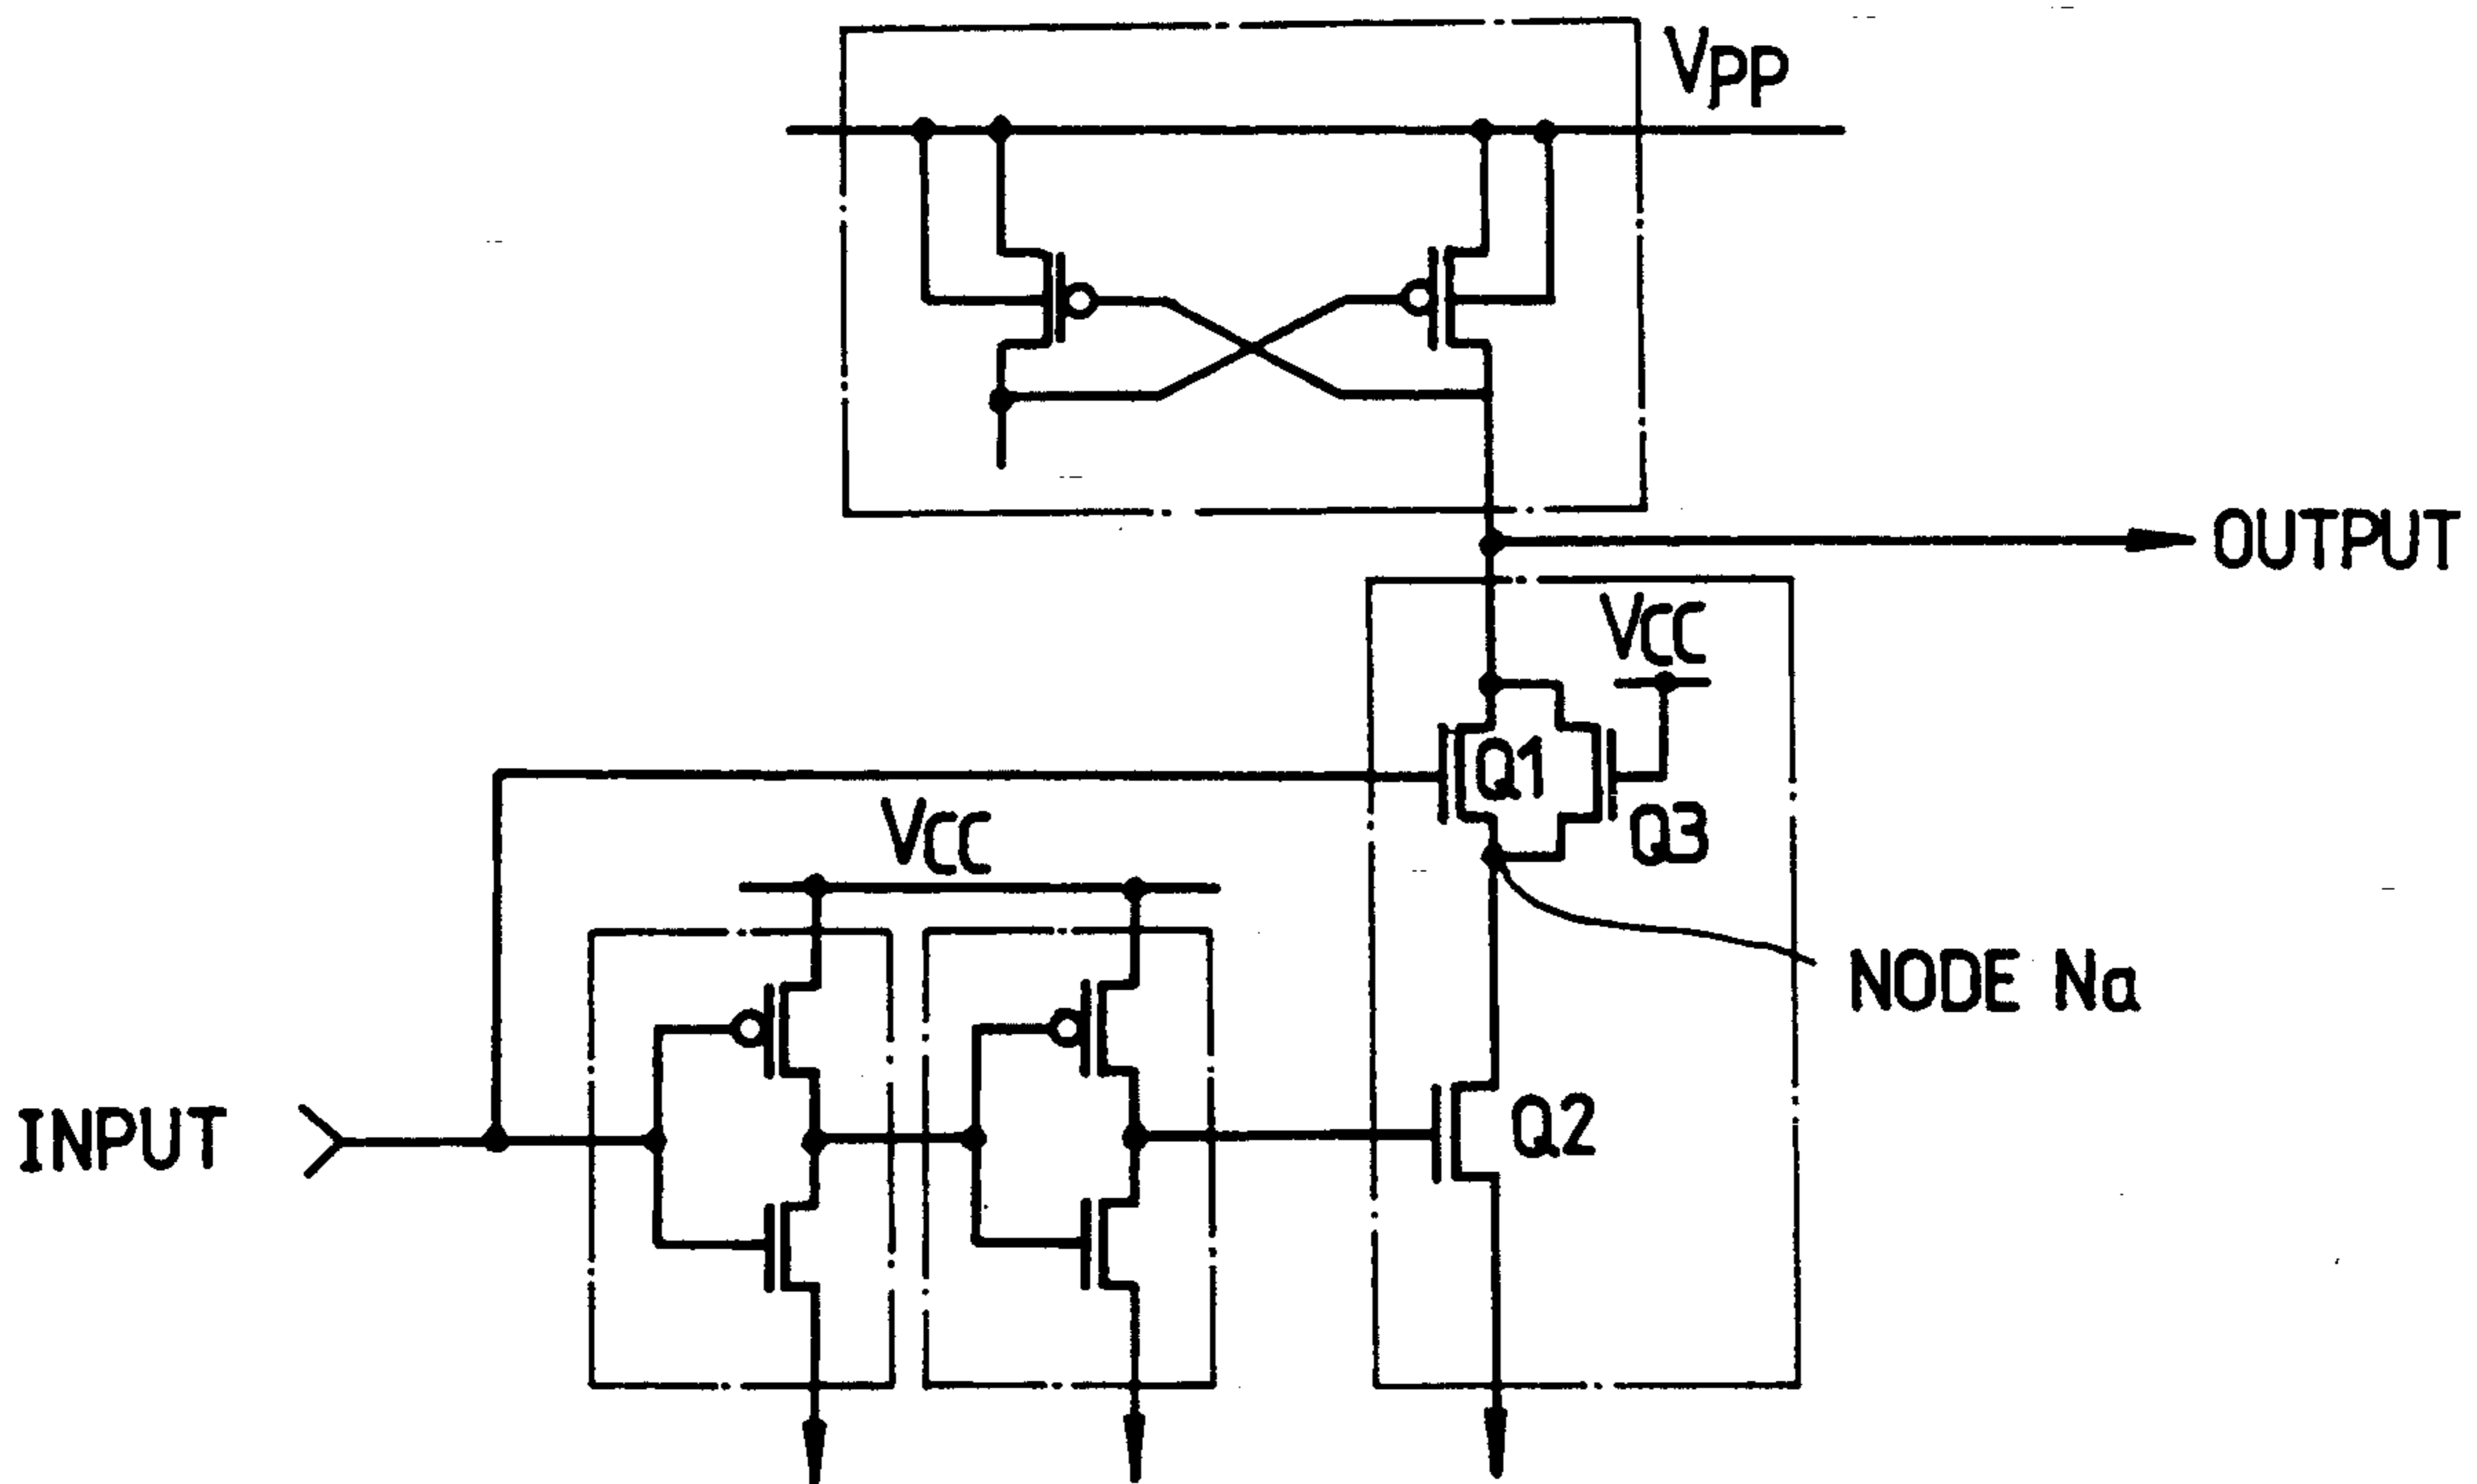 VPP
OUTPUT
VCC
Q1
Q3
VCC
NODE Na
INPUT
Q2